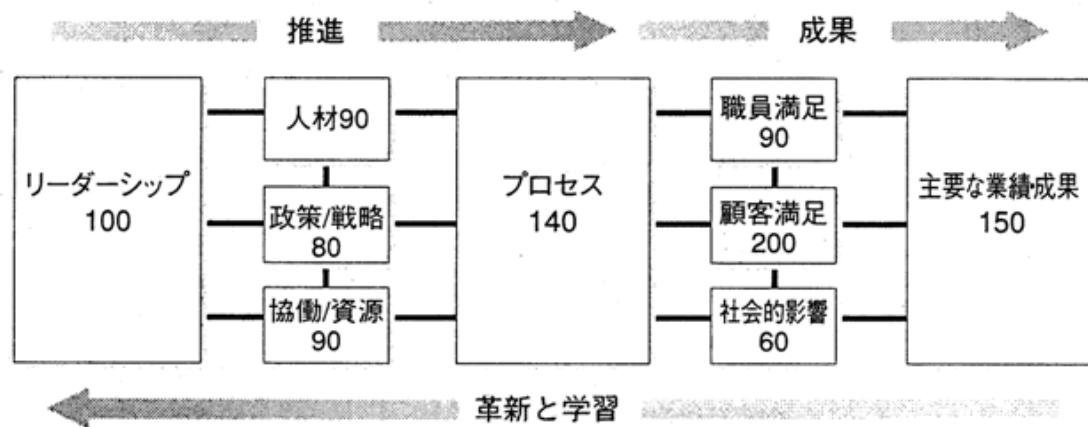 推進
成果
リーダーシップ
100
人材90
政策/戦略
80
協働/資源
90
プロセス
140
職員満足
90
顧客満足
200
社会的影響
60
主要な業績・成果
150
革新と学習